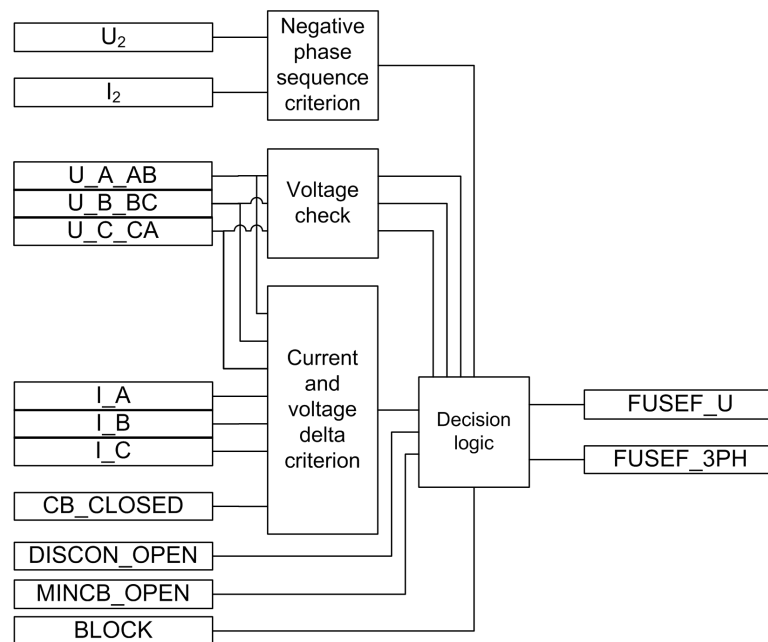 U₂
I₂
Negative
phase
sequence
criterion
U_A_AB
U_B_BC
U_C_CA
Voltage
check
I_A
I_B
I_C
CB_CLOSED
Current
and
voltage
delta
criterion
DISCON_OPEN
MINCB_OPEN
BLOCK
Decision
logic
FUSEF_U
FUSEF_3PH